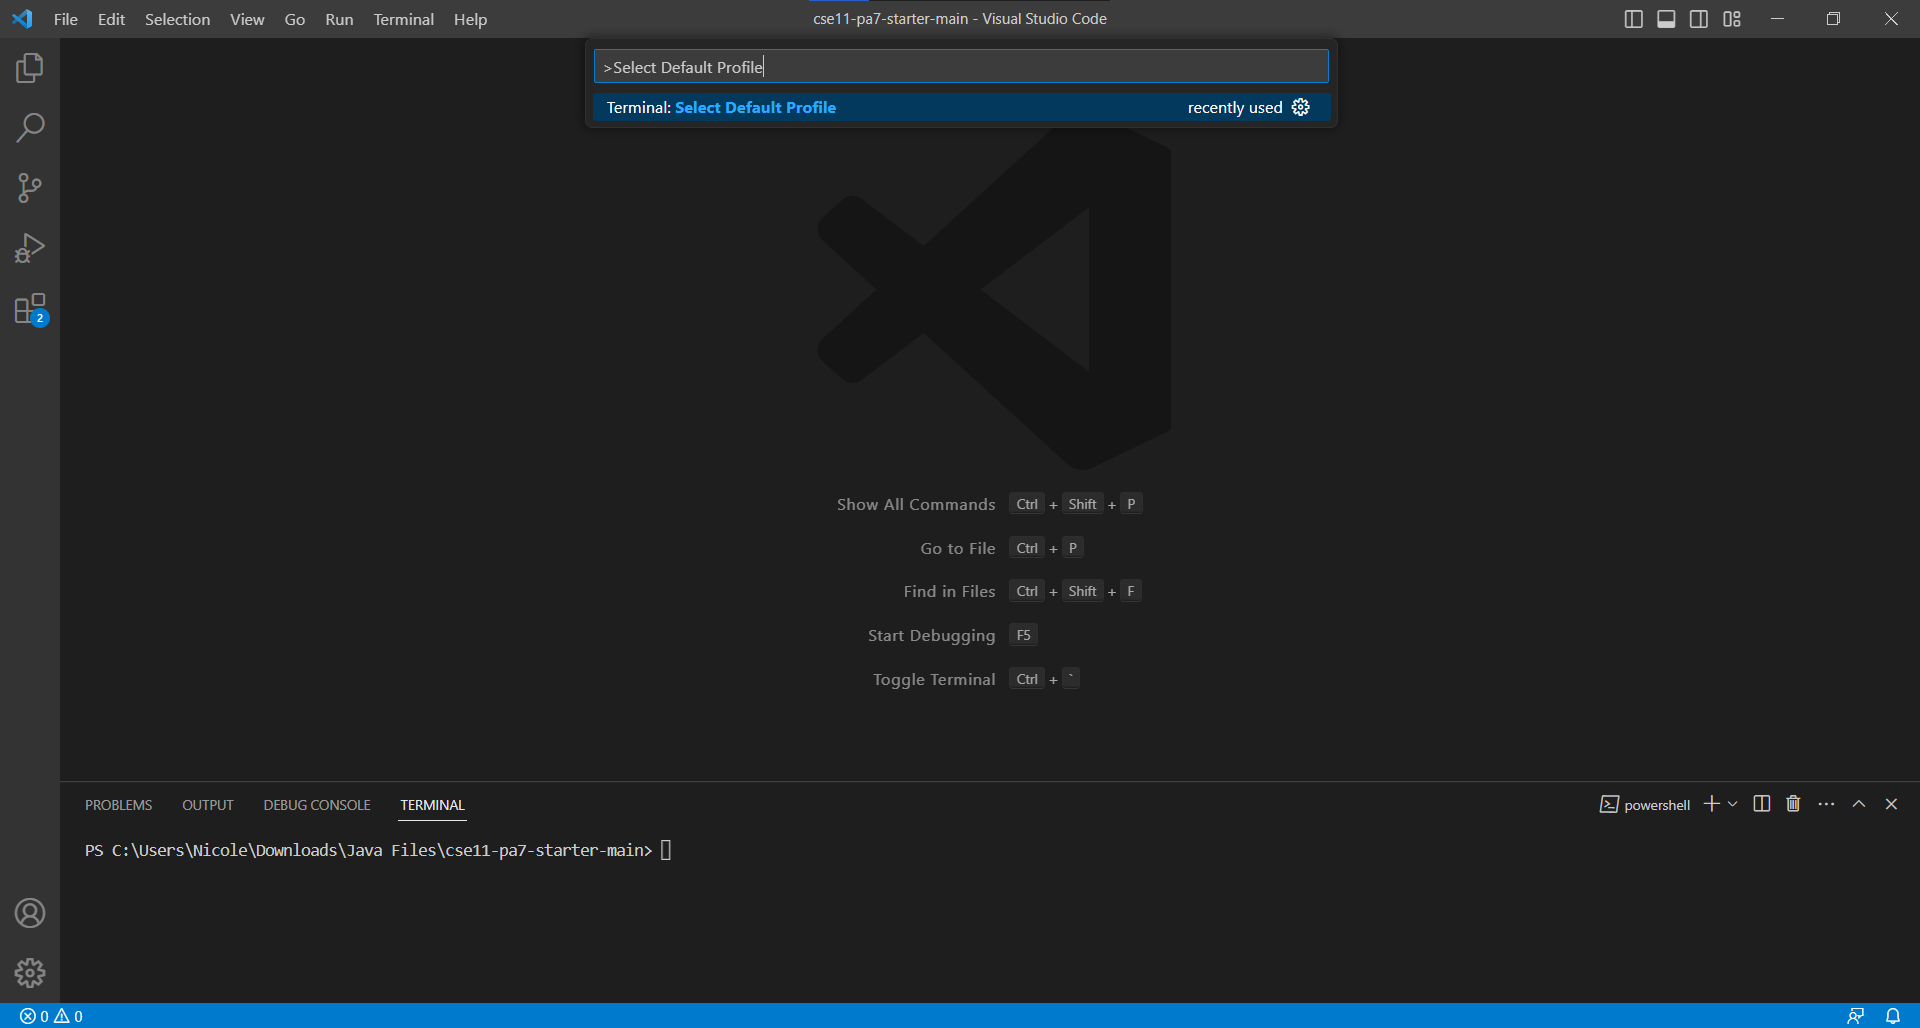 File Edit Selection View Go Run Terminal Help cse11-pa7-starter-main - Visual Studio Code
>Select Default Profile
Terminal: Select Default Profile recently used
2
Show All Commands Ctrl + Shift + P
Go to File Ctrl + P
Find in Files Ctrl + Shift + F
Start Debugging F5
Toggle Terminal Ctrl + `
PROBLEMS OUTPUT DEBUG CONSOLE TERMINAL powershell
PS C:\Users\Nicole\Downloads\Java Files\cse11-pa7-starter-main>
0 0